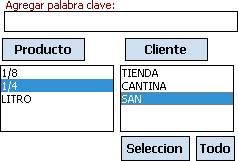 Agregar palabra clave:
Producto Cliente
1/8 TIENDA
1/4 CANTINA
LITRO SAN
Seleccion Todo